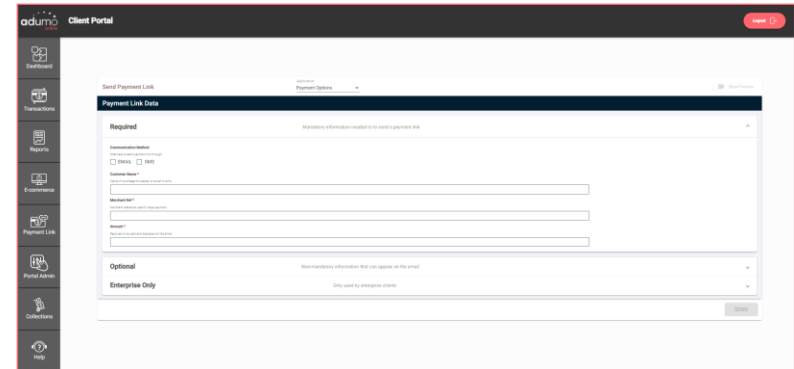 adumo
online
Client Portal
Logout
Dashboard
Transactions
Reports
E-commerce
Payment Link
Portal Admin
Collections
Help
Send Payment Link
Application
Payment Options
Payment Link Data
Required
Mandatory information needed is to send a payment link
Communication Method
EMAIL
SMS
Customer Name *
Merchant Ref *
Amount *
Optional
Non-mandatory information that can appear on the email
Enterprise Only
Only used by enterprise clients
SEND